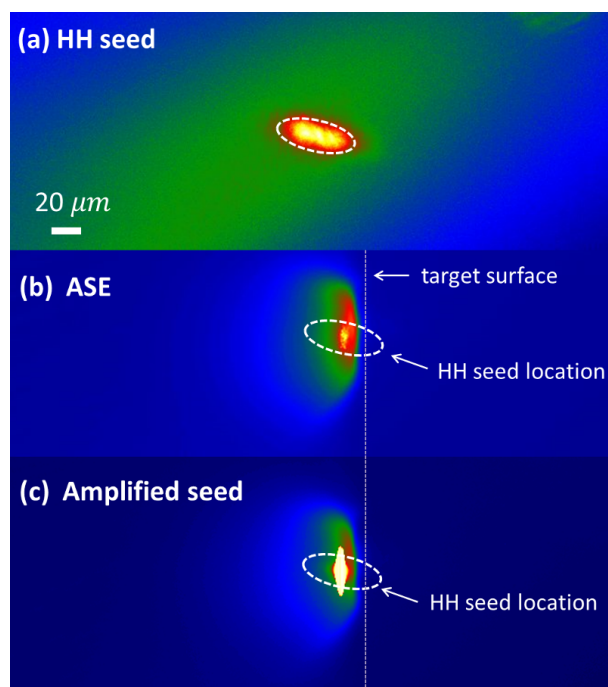 (a) HH seed
20 μm
(b) ASE
target surface
HH seed location
(c) Amplified seed
HH seed location